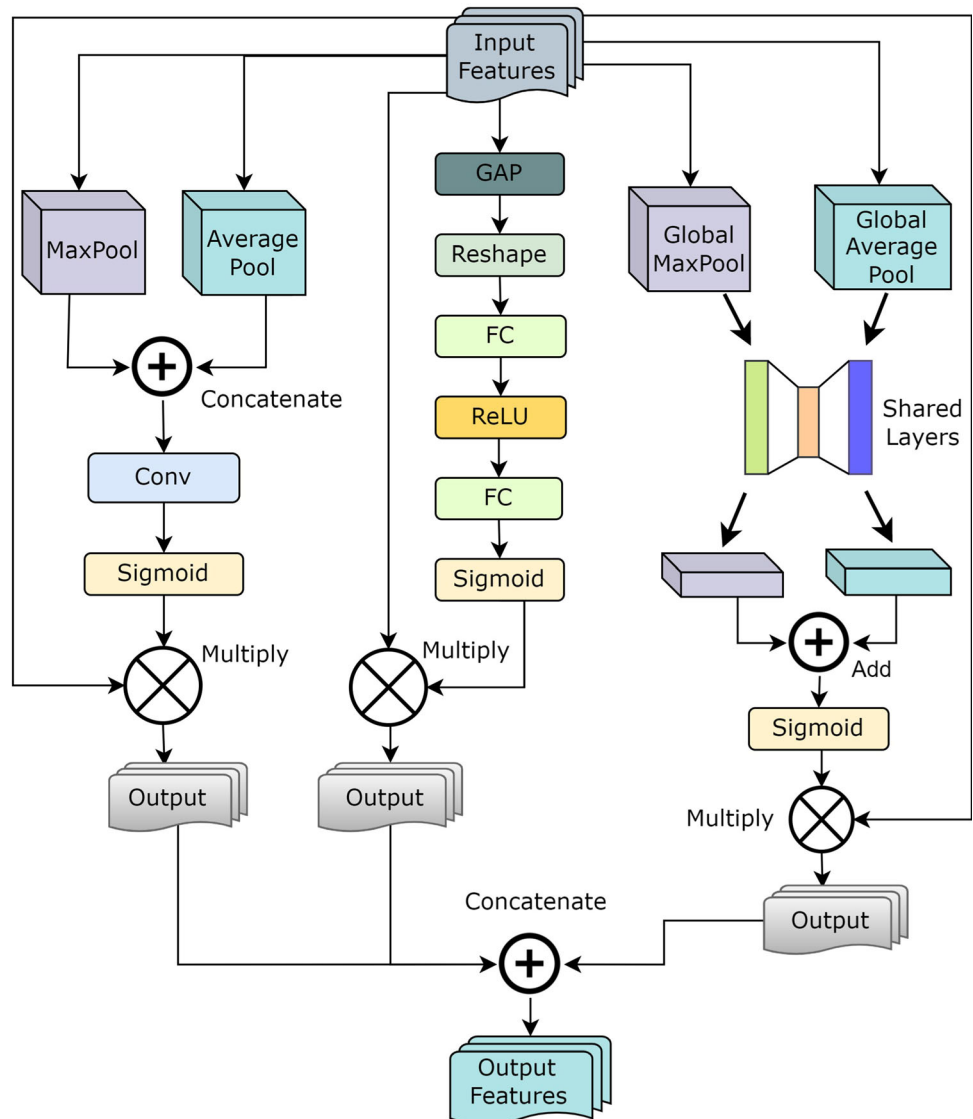 Input
Features
GAP
MaxPool
Average
Pool
Reshape
Global
MaxPool
Global
Average
Pool
FC
Concatenate
ReLU
Shared
Layers
Conv
FC
Sigmoid
Sigmoid
Multiply
Multiply
Add
Sigmoid
Output
Output
Multiply
Concatenate
Output
Output
Features